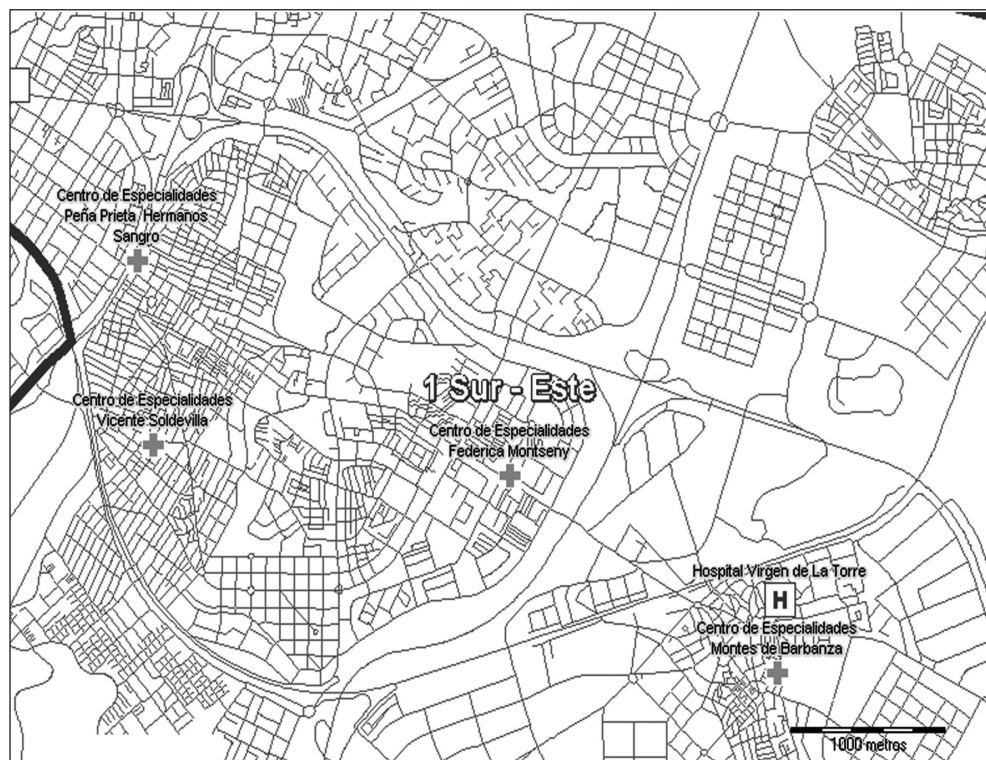 Centro de Especialidades
Peña Prieta/Hermanos
Sangro
1 Sur - Este
Centro de Especialidades
Vicente Soldevilla
Centro de Especialidades
Federica Montseny
Hospital Virgen de La Torre
H
Centro de Especialidades
Montes de Barbanza
1000 metros